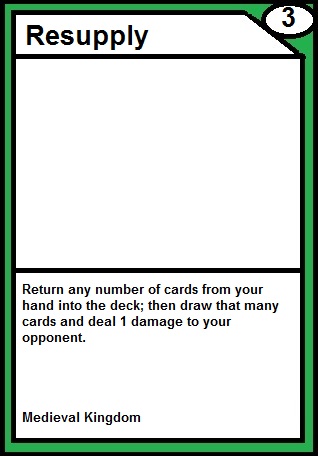 Resupply
3
Return any number of cards from your
hand into the deck; then draw that many
cards and deal 1 damage to your
opponent.
Medieval Kingdom